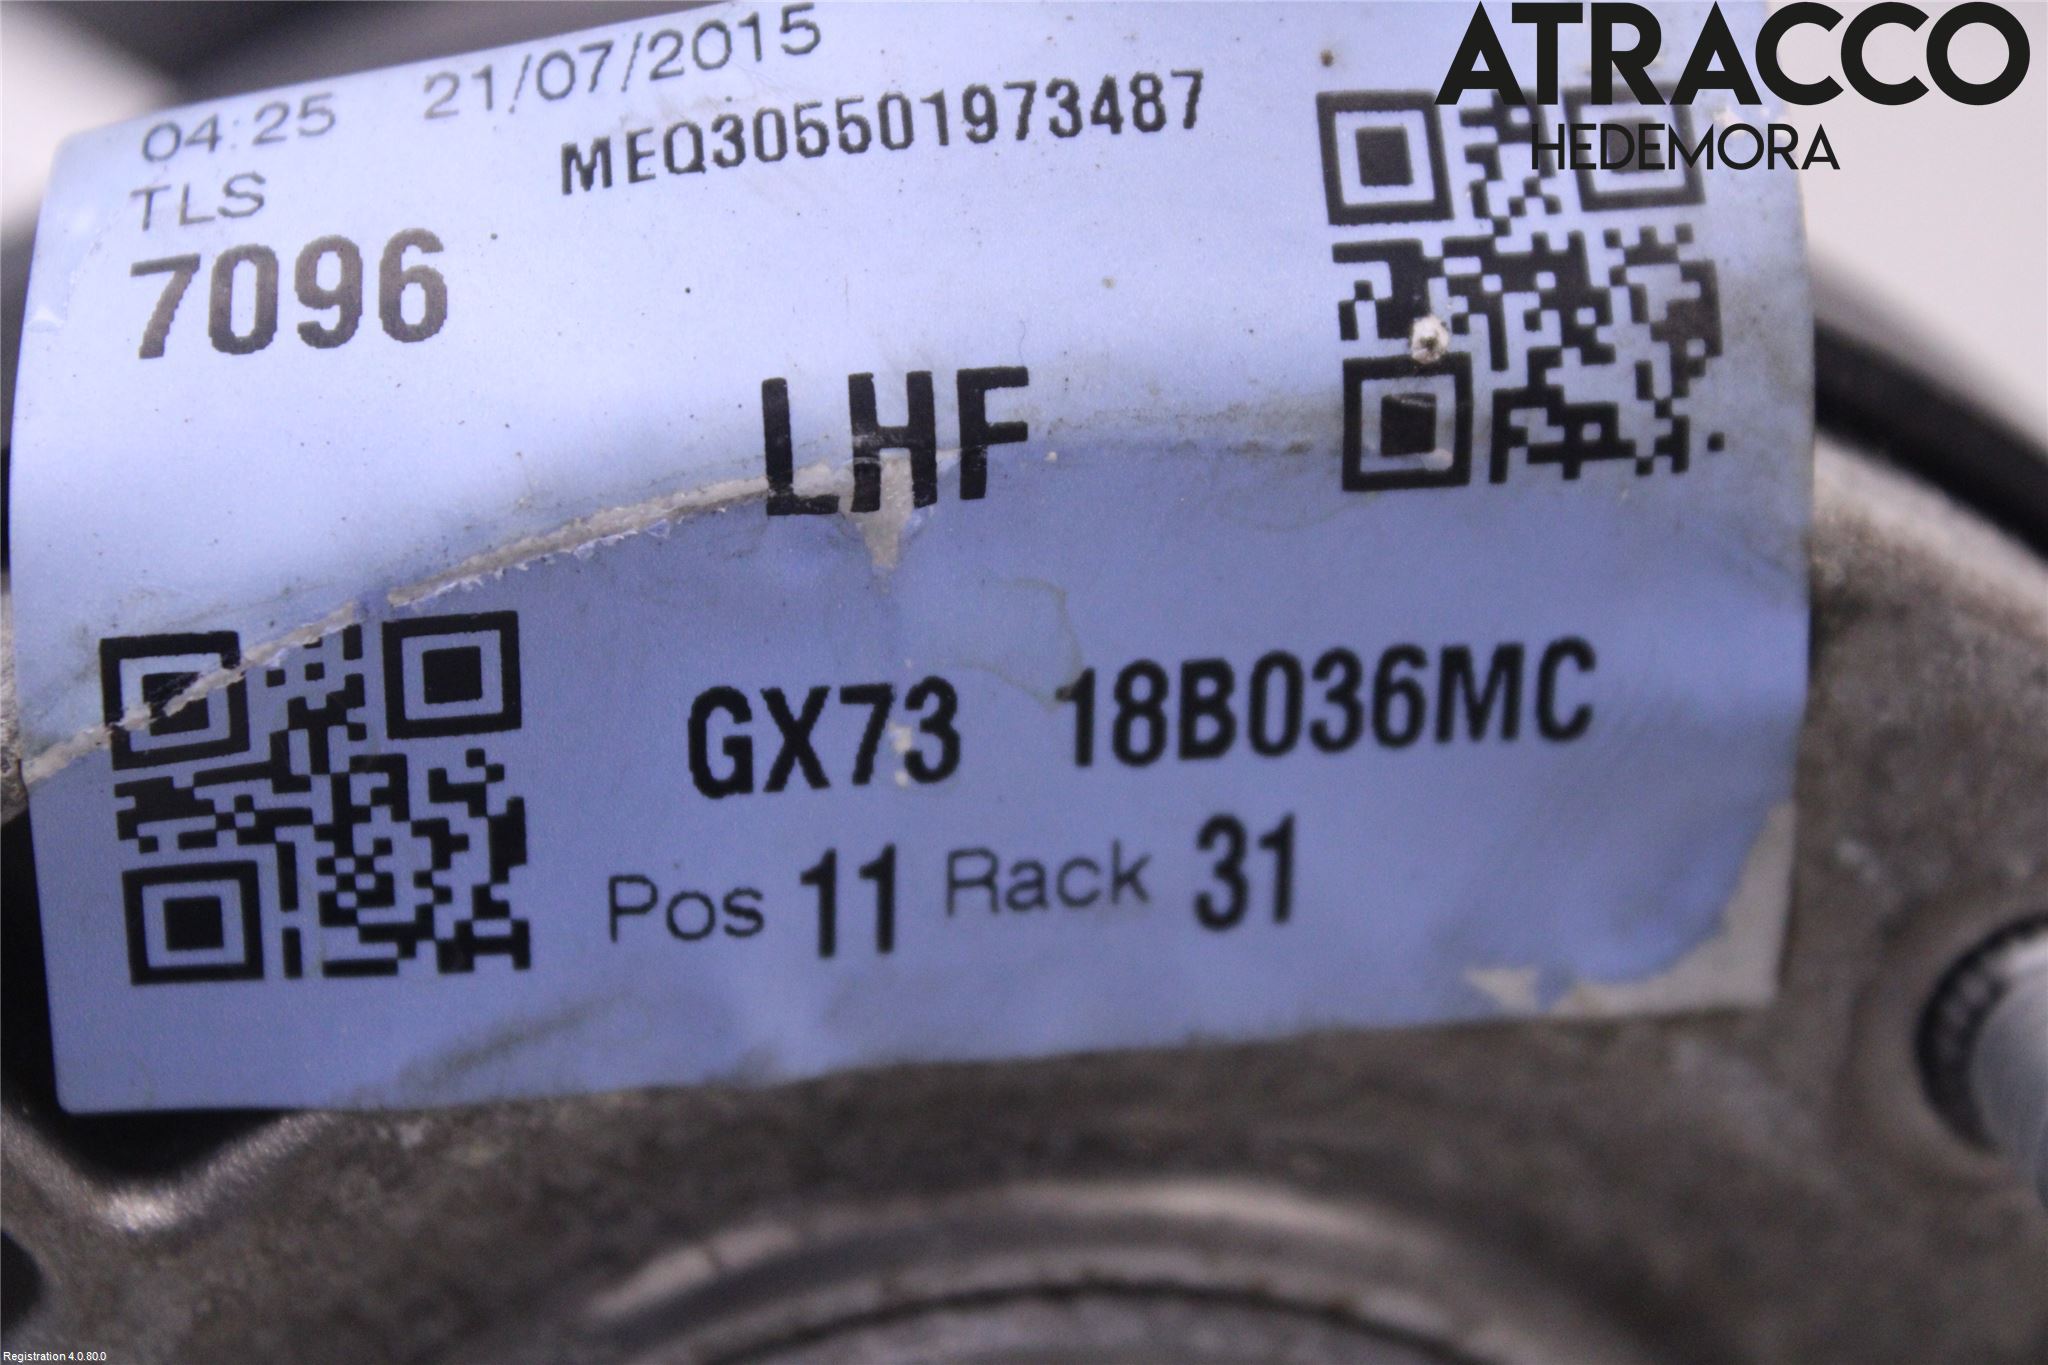 ATRACCO
HEDEMORA
04:25 21/07/2015
MEQ305501973487
TLS
7096
LHF
GX73 18B036MC
Pos 11 Rack 31
Registration 4.0.80.0